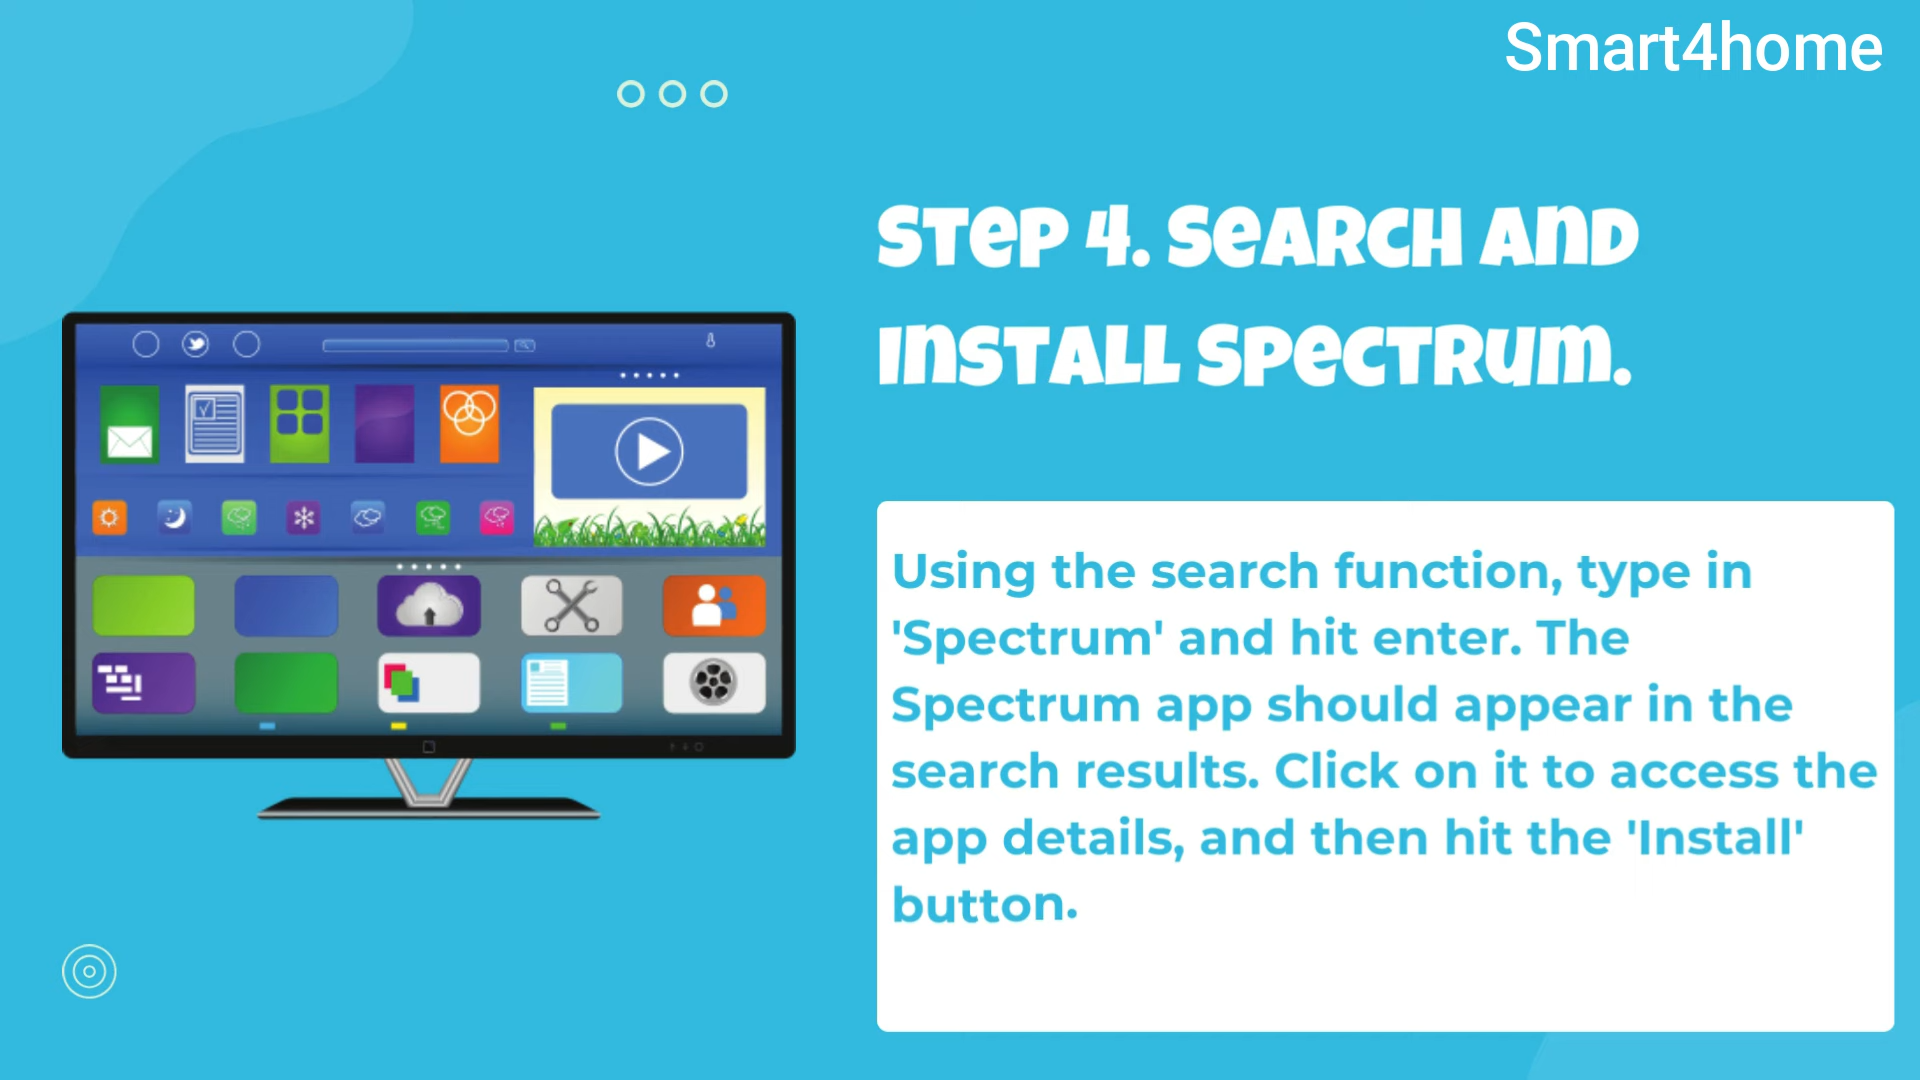 Smart4home
Step 4. Search and
Install Spectrum.
Using the search function, type in
'Spectrum' and hit enter. The
Spectrum app should appear in the
search results. Click on it to access the
app details, and then hit the 'Install'
button.